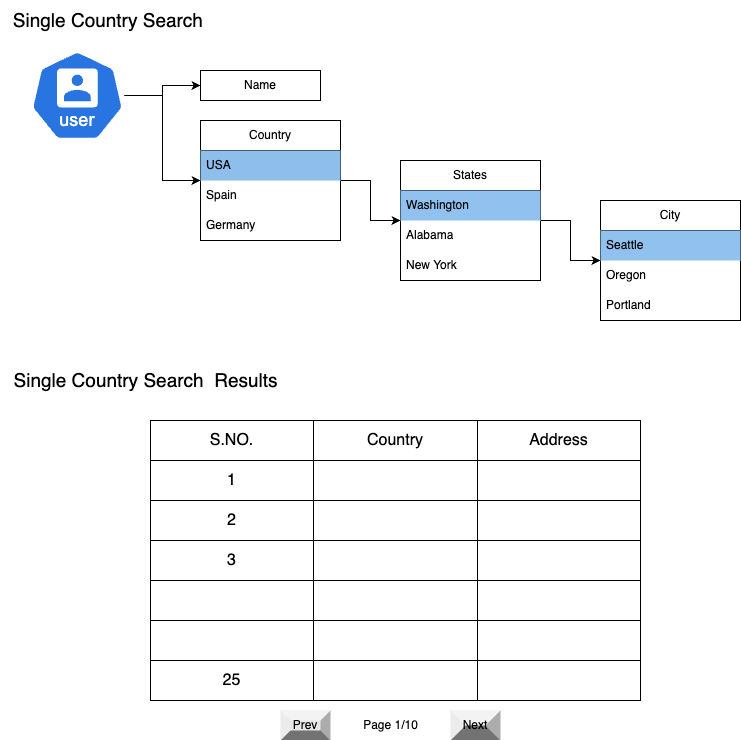 Single Country Search
user
Name
Country
USA
Spain
Germany
States
Washington
Alabama
New York
City
Seattle
Oregon
Portland
Single Country Search  Results
S.NO. Country Address
1
2
3
25
Prev Page 1/10 Next